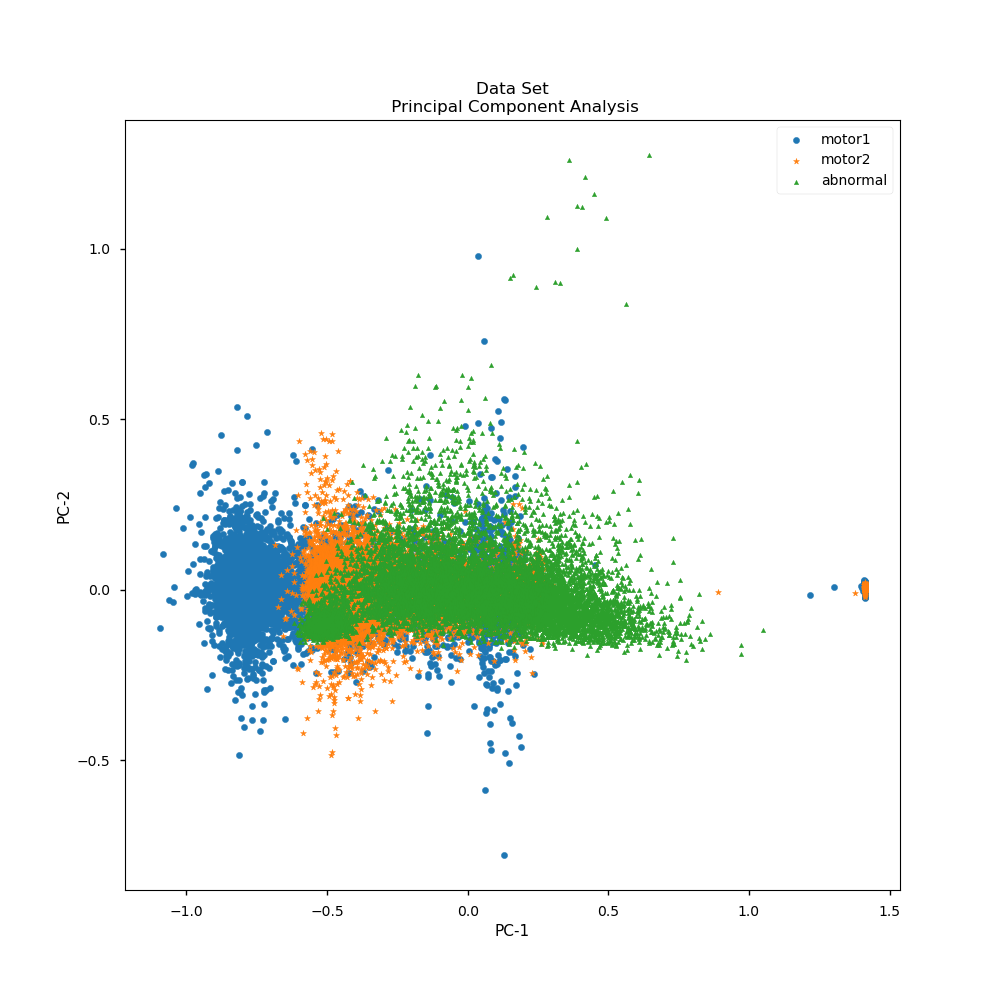 Data Set
Principal Component Analysis
motor1
motor2
abnormal
1.0
0.5
0.0
−0.5
PC-2
−1.0
−0.5
0.0
0.5
1.0
1.5
PC-1